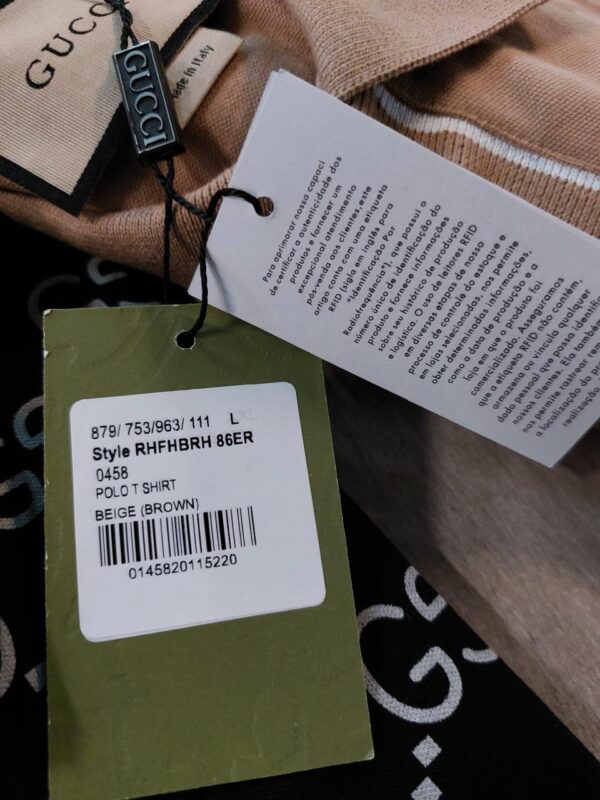 GUCCI
Made in Italy
GUCCI
Para aprimorar nossa capaci
de certificar a autenticidade dos
produtos e fornecer um
excepcional atendimento
pós-venda aos clientes, este
artigo conta com uma etiqueta
RFID (sigla em inglês para
"Identificação Por
Radiofrequência"), que possui o
número único de identificação do
produto e fornece informações
sobre seu histórico de produção
e logística. O uso de leitores RFID
em diversas etapas de nosso
processo de controle do estoque e
em lojas selecionadas, nos permite
obter determinadas informações,
como a data de produção e a
loja em que o produto foi
comercializado. Asseguramos
que a etiqueta RFID não contém,
armazena ou vincula quaisquer
dado pessoal que possa identific
nossos clientes. Ela também
nos permite rastrear
a localização do pro
realização
879/ 753/963/ 111 L
Style RHFHBRH 86ER
0458
POLO T SHIRT
BEIGE (BROWN)
0145820115220